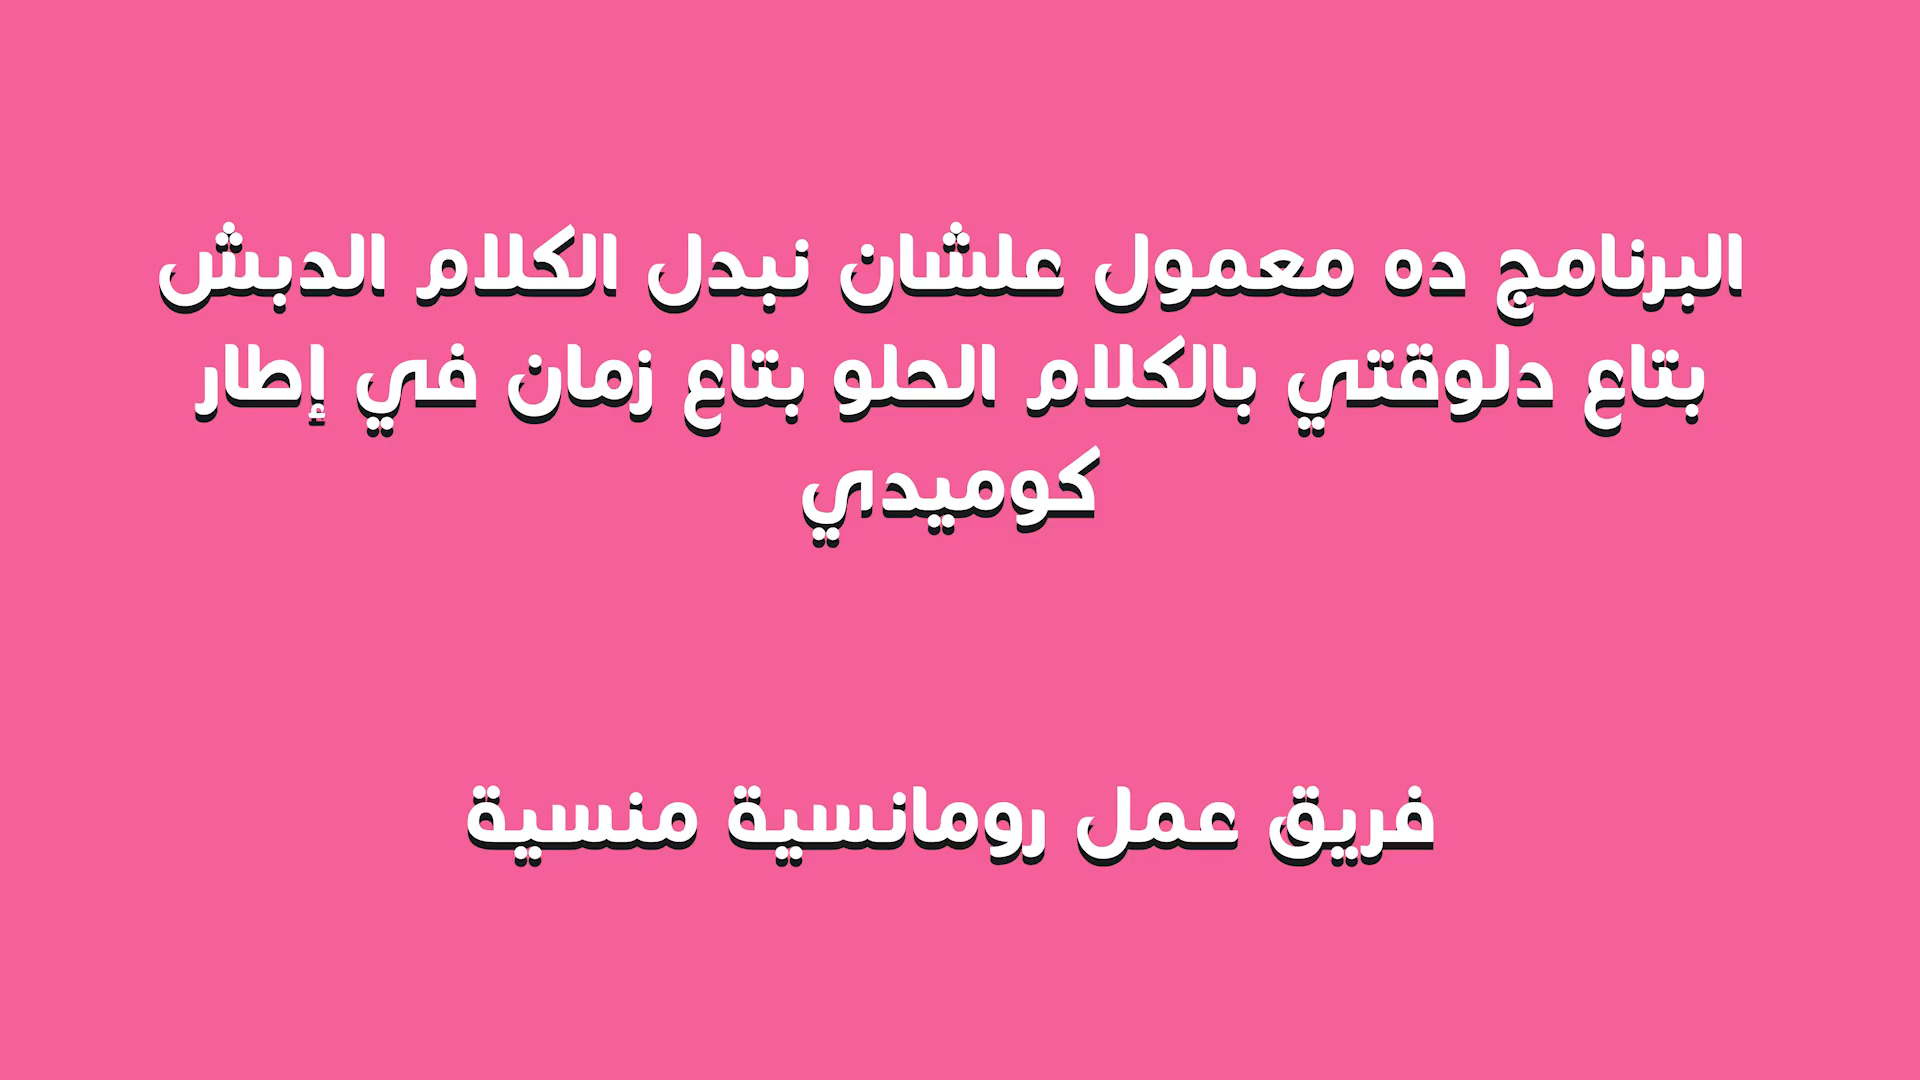 البرنامج ده معمول علشان نبدل الكلام الدبش
بتاع دلوقتي بالكلام الحلو بتاع زمان في إطار
كوميدي
فريق عمل رومانسية منسية